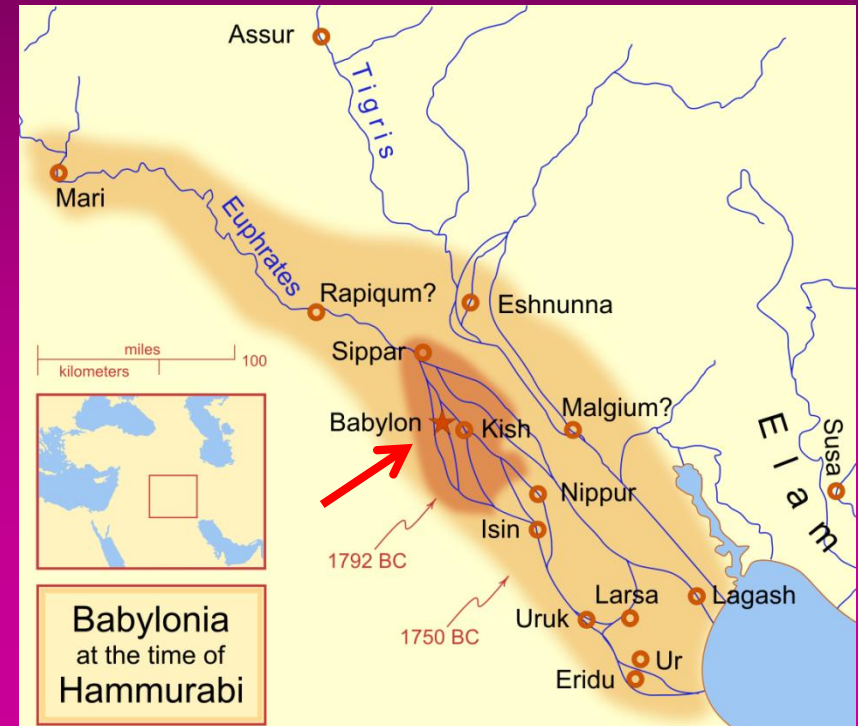 Assur
Tigris
Mari
Euphrates
Rapiqum?
Eshnunna
Sippar
miles
kilometers
100
Babylon
Kish
Malgium?
Elam
Susa
Nippur
Isin
1792 BC
Larsa
Lagash
Uruk
1750 BC
Ur
Eridu
Babylonia
at the time of
Hammurabi